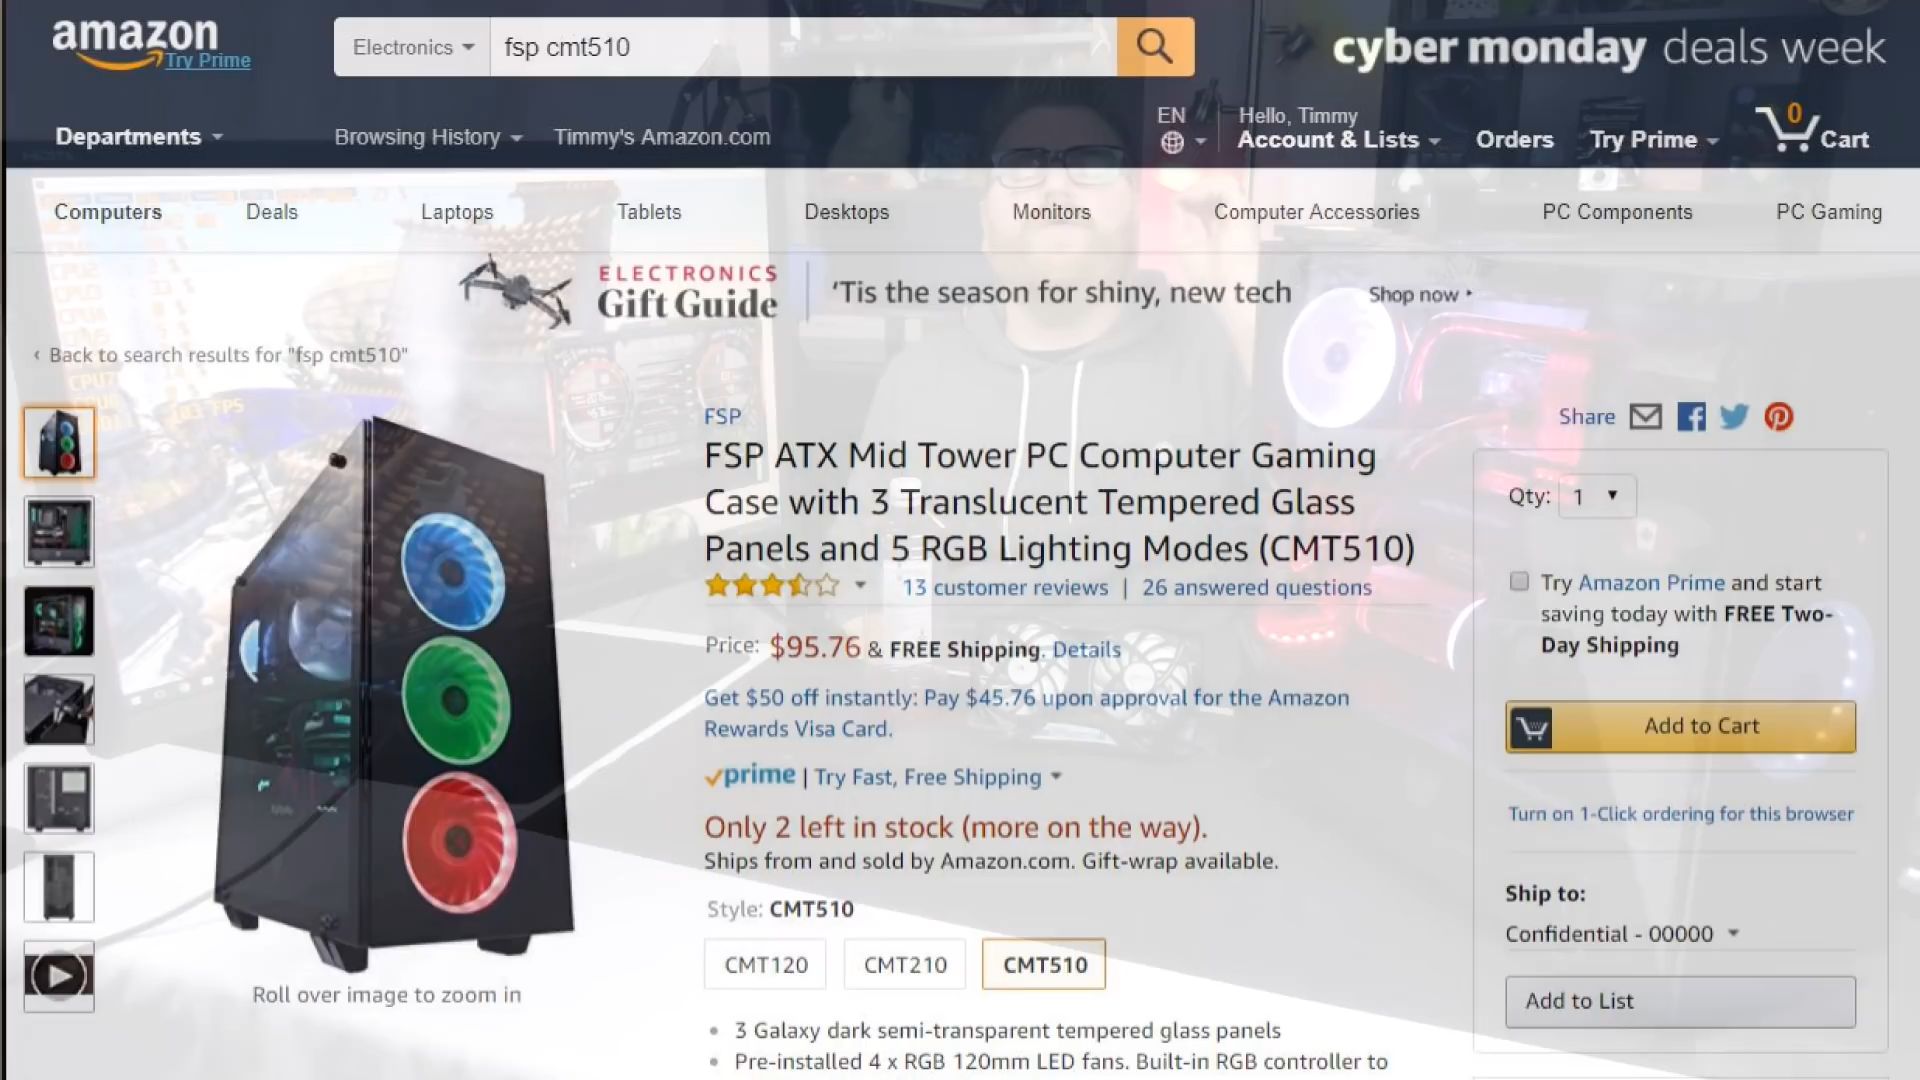 amazon
Try Prime
Electronics
fsp cmt510
cyber monday deals week
Departments
Browsing History
Timmy's Amazon.com
EN
Hello, Timmy
Account & Lists
Orders
Try Prime
0
Cart
Computers
Deals
Laptops
Tablets
Desktops
Monitors
Computer Accessories
PC Components
PC Gaming
ELECTRONICS
Gift Guide
‘Tis the season for shiny, new tech
Shop now
‹ Back to search results for "fsp cmt510"
103 FPS
FSP
FSP ATX Mid Tower PC Computer Gaming
Case with 3 Translucent Tempered Glass
Panels and 5 RGB Lighting Modes (CMT510)
13 customer reviews | 26 answered questions
Price: $95.76 & FREE Shipping. Details
Get $50 off instantly: Pay $45.76 upon approval for the Amazon
Rewards Visa Card.
prime | Try Fast, Free Shipping
Only 2 left in stock (more on the way).
Ships from and sold by Amazon.com. Gift-wrap available.
Style: CMT510
CMT120
CMT210
CMT510
• 3 Galaxy dark semi-transparent tempered glass panels
• Pre-installed 4 x RGB 120mm LED fans. Built-in RGB controller to
Roll over image to zoom in
Share
Qty: 1
Try Amazon Prime and start
saving today with FREE Two-
Day Shipping
Add to Cart
Turn on 1-Click ordering for this browser
Ship to:
Confidential - 00000
Add to List